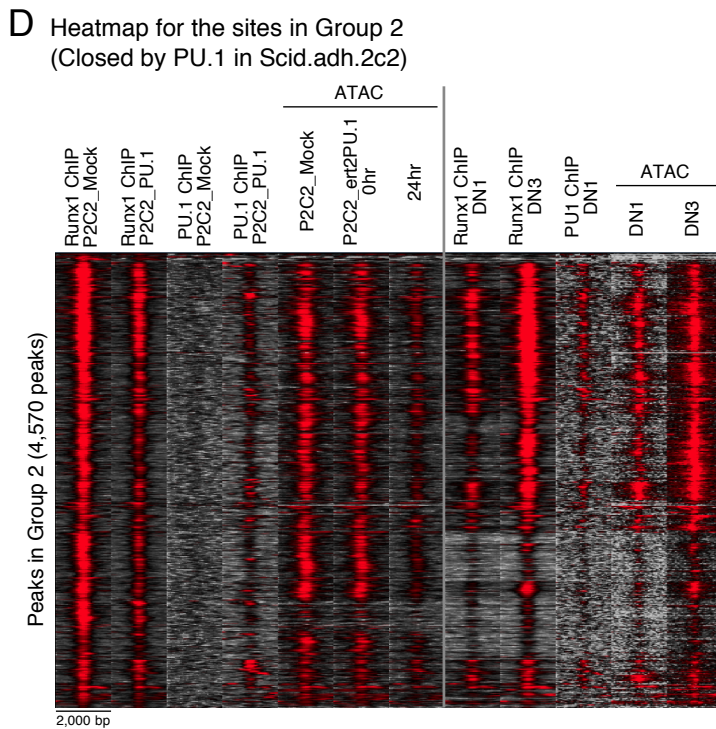 D Heatmap for the sites in Group 2
(Closed by PU.1 in Scid.adh.2c2)
ATAC
Runx1 ChIP
P2C2_Mock
Runx1 ChIP
P2C2_PU.1
PU.1 ChIP
P2C2_Mock
PU.1 ChIP
P2C2_PU.1
P2C2_Mock
P2C2_ert2PU.1
0hr
24hr
Runx1 ChIP
DN1
Runx1 ChIP
DN3
PU1 ChIP
DN1
ATAC
DN1
DN3
Peaks in Group 2 (4,570 peaks)
2,000 bp